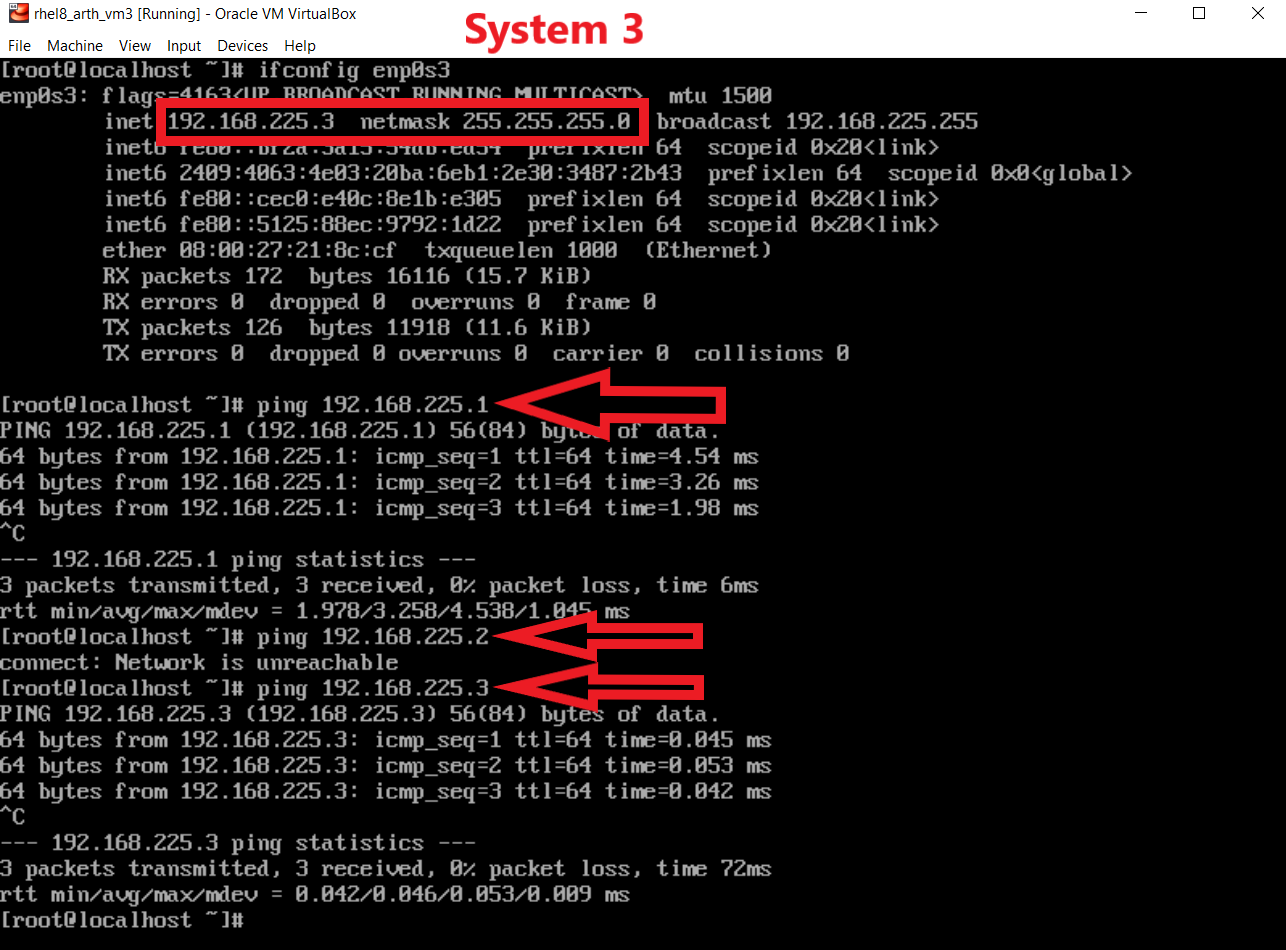 rhel8_arth_vm3 [Running] - Oracle VM VirtualBox
System 3
File Machine View Input Devices Help
[root@localhost ~]# ifconfig enp0s3
enp0s3: flags=4163<UP,BROADCAST,RUNNING,MULTICAST>  mtu 1500
inet 192.168.225.3  netmask 255.255.255.0  broadcast 192.168.225.255
inet6 prefixlen 64  scopeid 0x20<link>
inet6 2409:4063:4e03:20ba:6eb1:2e30:3487:2b43  prefixlen 64  scopeid 0x0<global>
inet6 fe80::cec0:e40c:8e1b:e305  prefixlen 64  scopeid 0x20<link>
inet6 fe80::5125:88ec:9792:1d22  prefixlen 64  scopeid 0x20<link>
ether 08:00:27:21:8c:cf  txqueuelen 1000  (Ethernet)
RX packets 172  bytes 16116 (15.7 KiB)
RX errors 0  dropped 0  overruns 0  frame 0
TX packets 126  bytes 11918 (11.6 KiB)
TX errors 0  dropped 0 overruns 0  carrier 0  collisions 0
[root@localhost ~]# ping 192.168.225.1
PING 192.168.225.1 (192.168.225.1) 56(84) bytes of data.
64 bytes from 192.168.225.1: icmp_seq=1 ttl=64 time=4.54 ms
64 bytes from 192.168.225.1: icmp_seq=2 ttl=64 time=3.26 ms
64 bytes from 192.168.225.1: icmp_seq=3 ttl=64 time=1.98 ms
^C
--- 192.168.225.1 ping statistics ---
3 packets transmitted, 3 received, 0% packet loss, time 6ms
rtt min/avg/max/mdev = 1.978/3.258/4.538/1.045 ms
[root@localhost ~]# ping 192.168.225.2
connect: Network is unreachable
[root@localhost ~]# ping 192.168.225.3
PING 192.168.225.3 (192.168.225.3) 56(84) bytes of data.
64 bytes from 192.168.225.3: icmp_seq=1 ttl=64 time=0.045 ms
64 bytes from 192.168.225.3: icmp_seq=2 ttl=64 time=0.053 ms
64 bytes from 192.168.225.3: icmp_seq=3 ttl=64 time=0.042 ms
^C
--- 192.168.225.3 ping statistics ---
3 packets transmitted, 3 received, 0% packet loss, time 72ms
rtt min/avg/max/mdev = 0.042/0.046/0.053/0.009 ms
[root@localhost ~]#